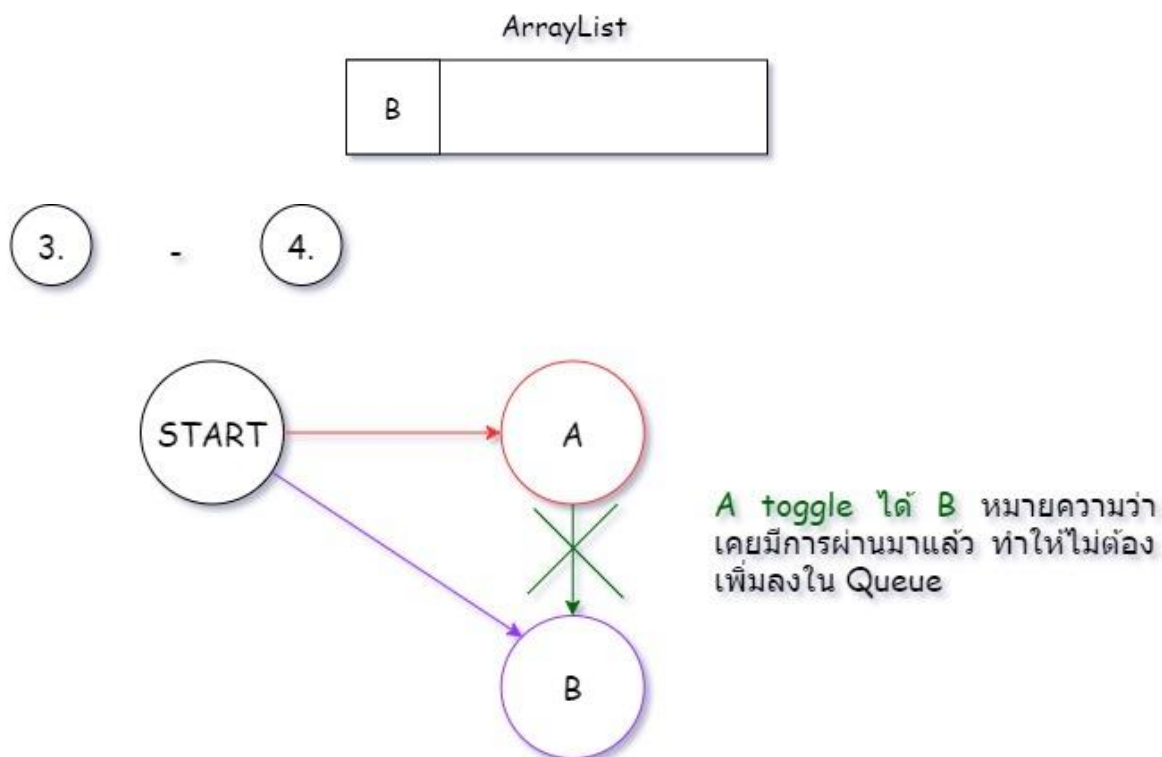 ArrayList
B
3. - 4.
START
A
A toggle ได้ B หมายความว่า
เคยมีการผ่านมาแล้ว ทำให้ไม่ต้อง
เพิ่มลงใน Queue
B